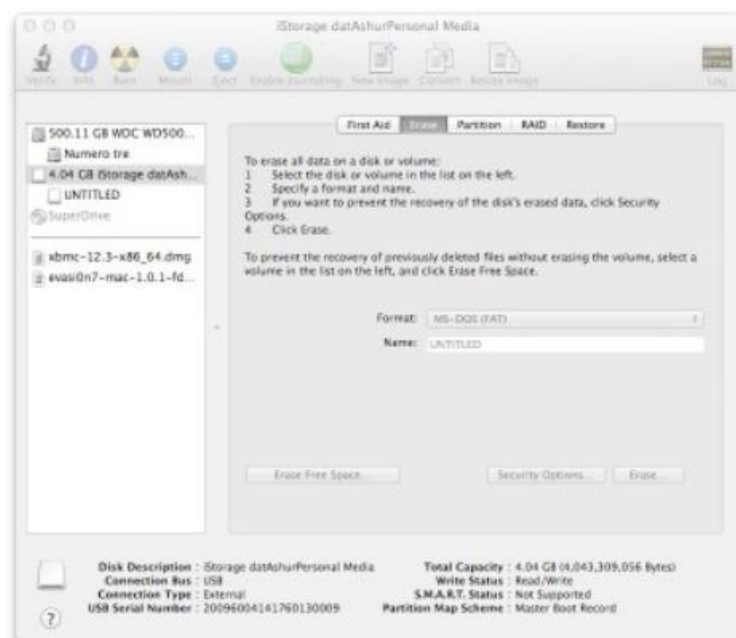 iStorage datAshurPersonal Media
Verify Info Burn Mount Eject Enable Journaling New Image Convert Resize Image Log
500.11 GB WDC WD500...
Numero tre
4.04 GB iStorage datAsh...
UNTITLED
SuperDrive
xbmc-12.3-x86_64.dmg
evasi0n7-mac-1.0.1-fd...
First Aid Erase Partition RAID Restore
To erase all data on a disk or volume:
1 Select the disk or volume in the list on the left.
2 Specify a format and name.
3 If you want to prevent the recovery of the disk's erased data, click Security
Options.
4 Click Erase.
To prevent the recovery of previously deleted files without erasing the volume, select a
volume in the list on the left, and click Erase Free Space.
Format: MS-DOS (FAT)
Name: UNTITLED
Erase Free Space... Security Options... Erase...
Disk Description : iStorage datAshurPersonal Media
Connection Bus : USB
Connection Type : External
USB Serial Number : 20096004141760130009
Total Capacity : 4.04 GB (4,043,309,056 Bytes)
Write Status : Read/Write
S.M.A.R.T. Status : Not Supported
Partition Map Scheme : Master Boot Record
?